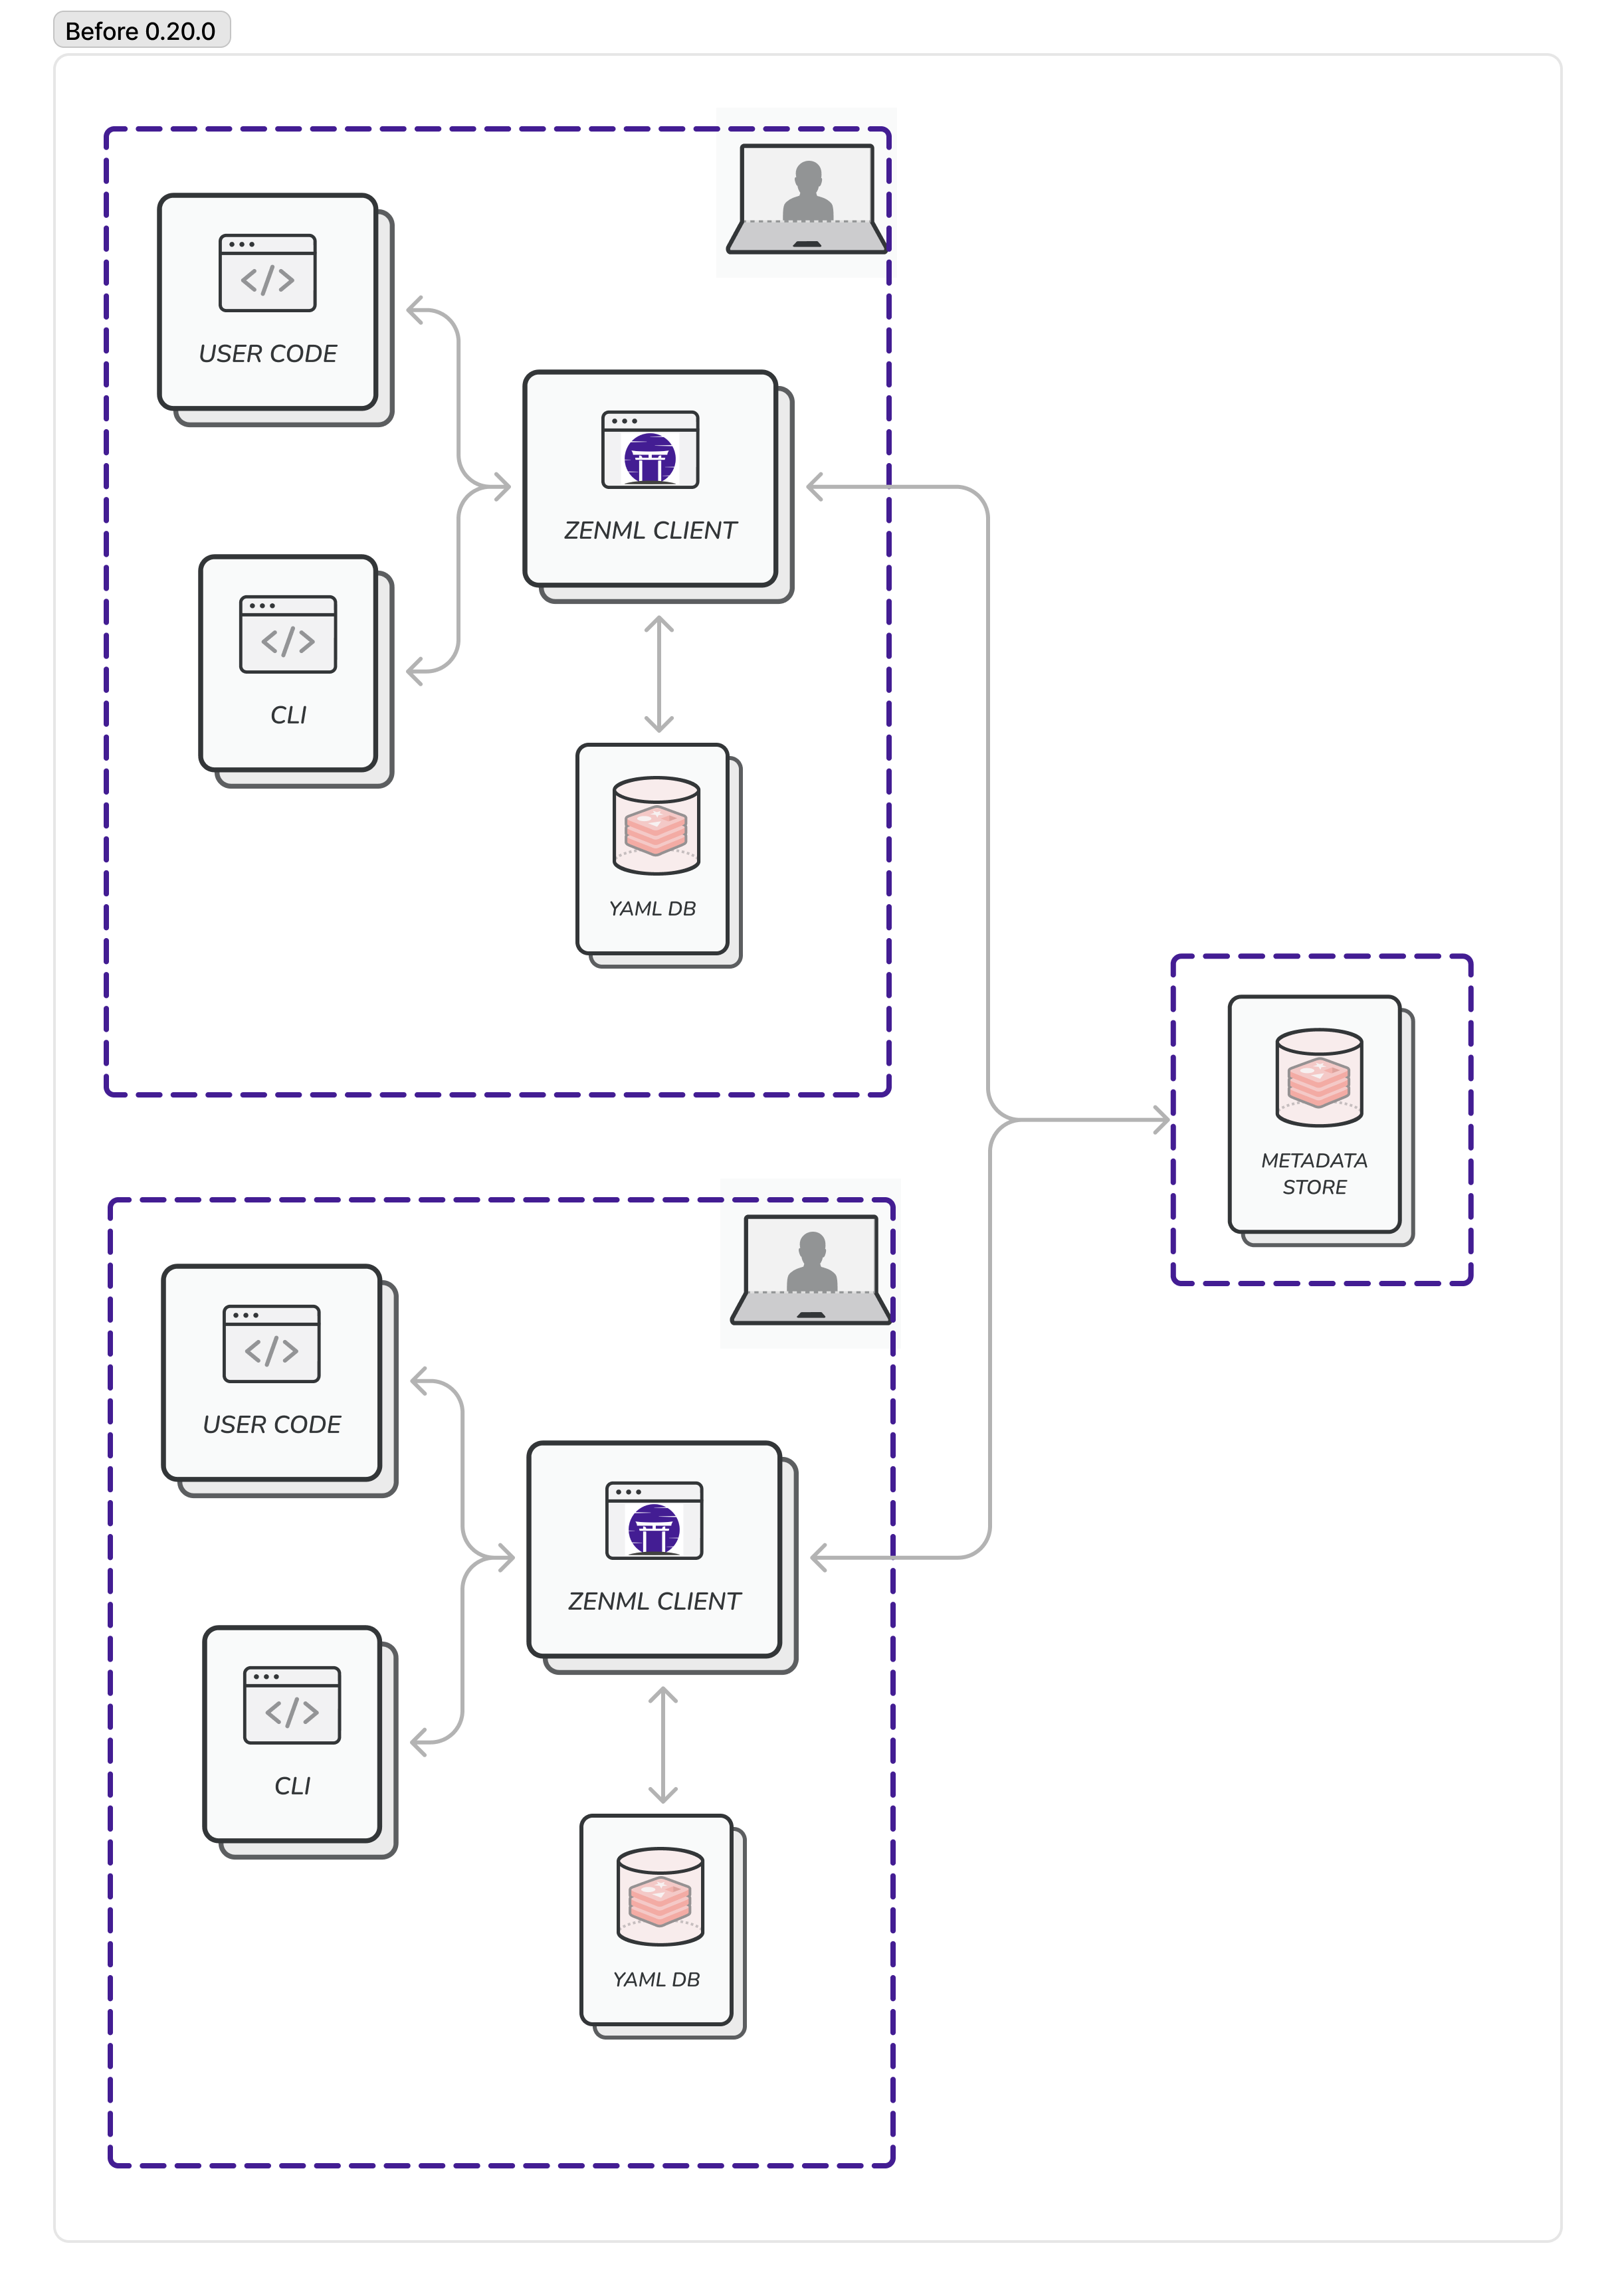 Before 0.20.0
USER CODE
ZENML CLIENT
CLI
YAML DB
METADATA
STORE
USER CODE
ZENML CLIENT
CLI
YAML DB